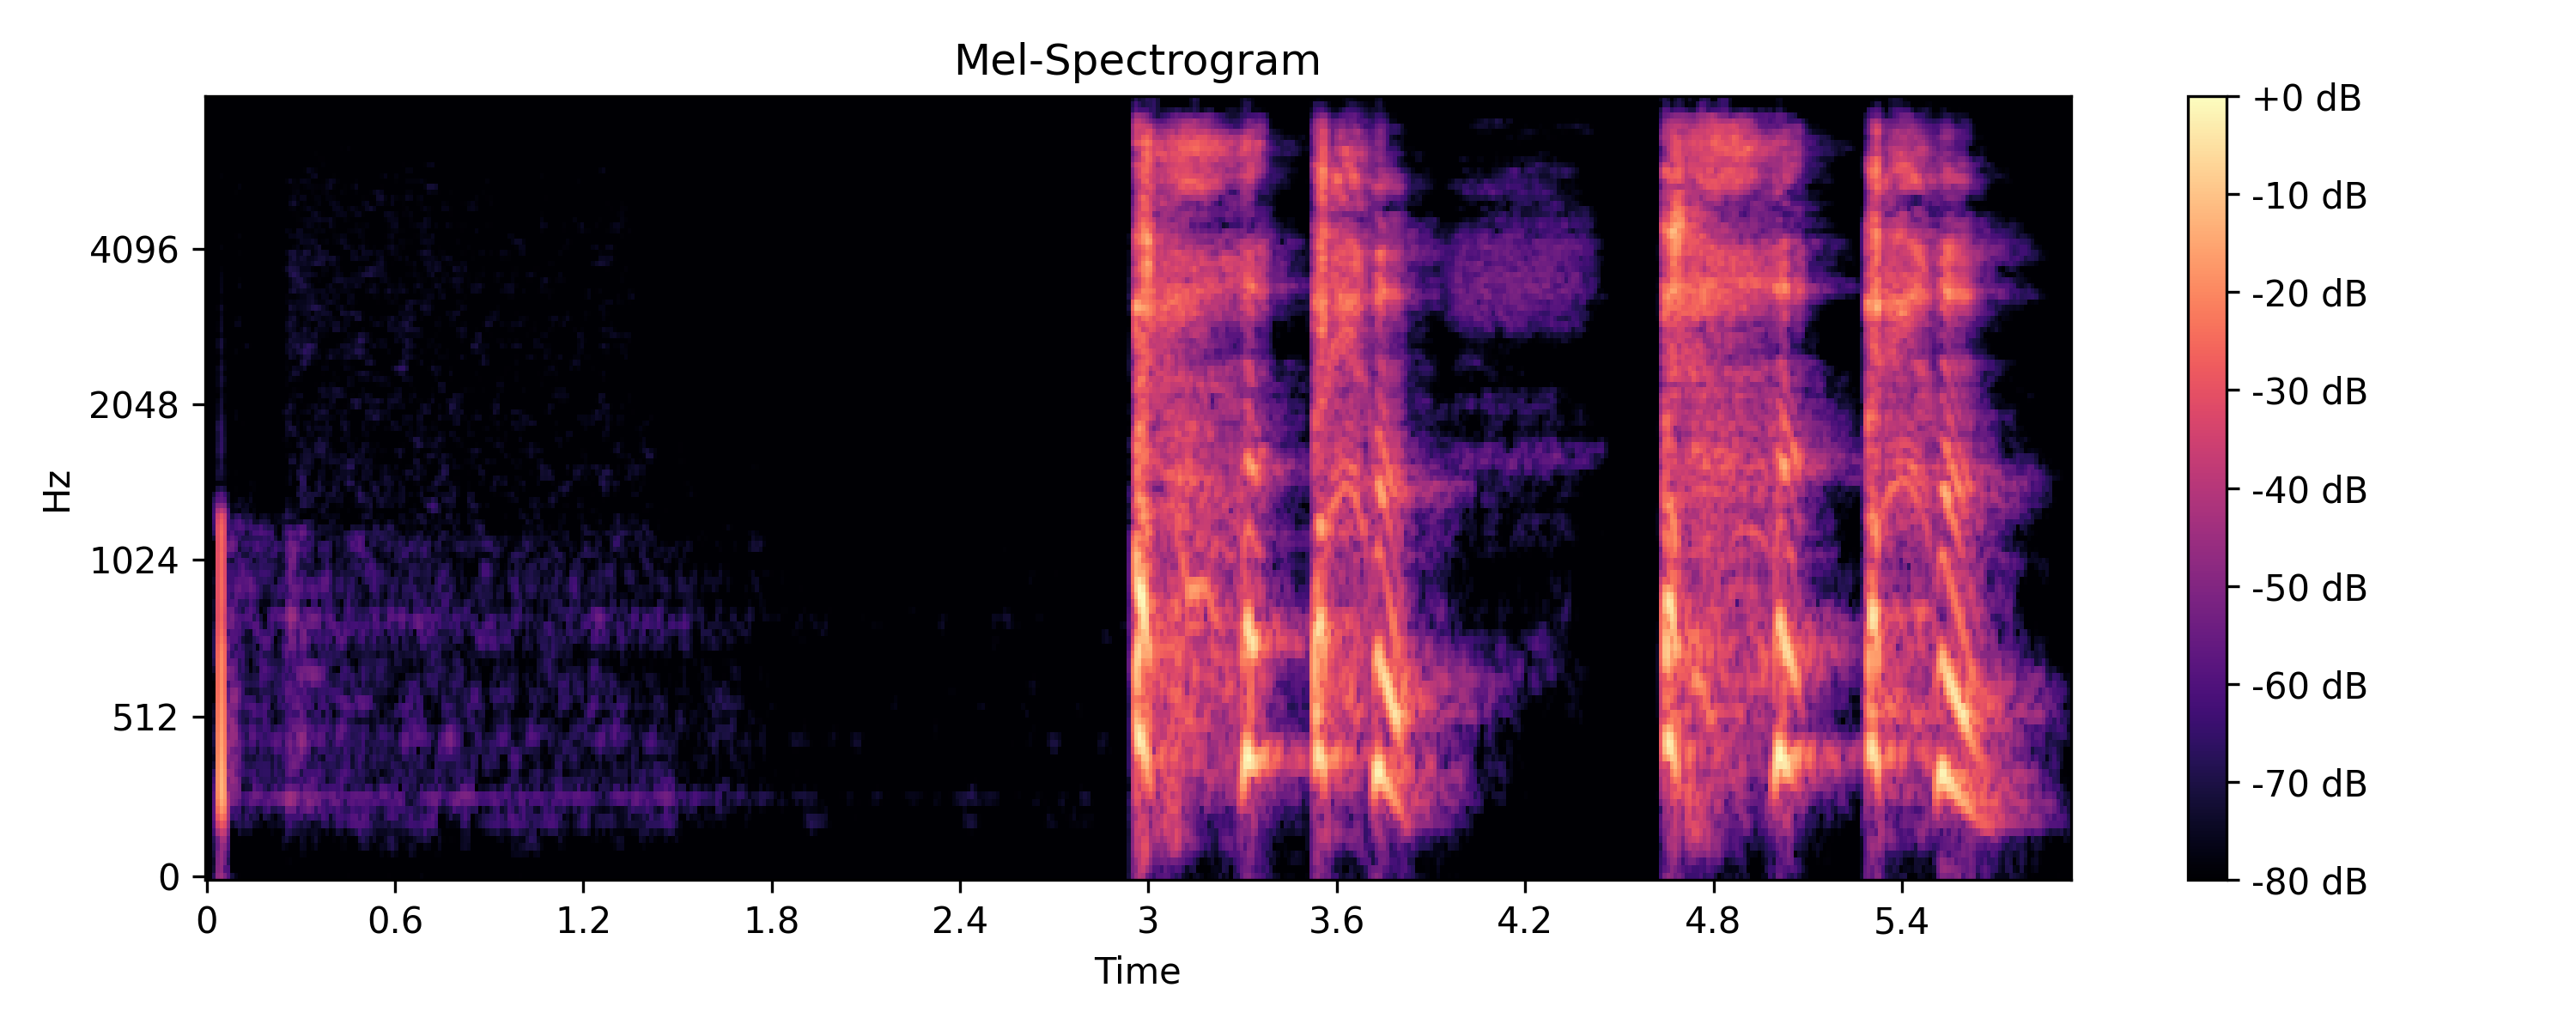 Mel-Spectrogram
+0 dB
-10 dB
-20 dB
-30 dB
-40 dB
-50 dB
-60 dB
-70 dB
-80 dB
Hz
4096
2048
1024
512
0
0 0.6 1.2 1.8 2.4 3 3.6 4.2 4.8 5.4
Time